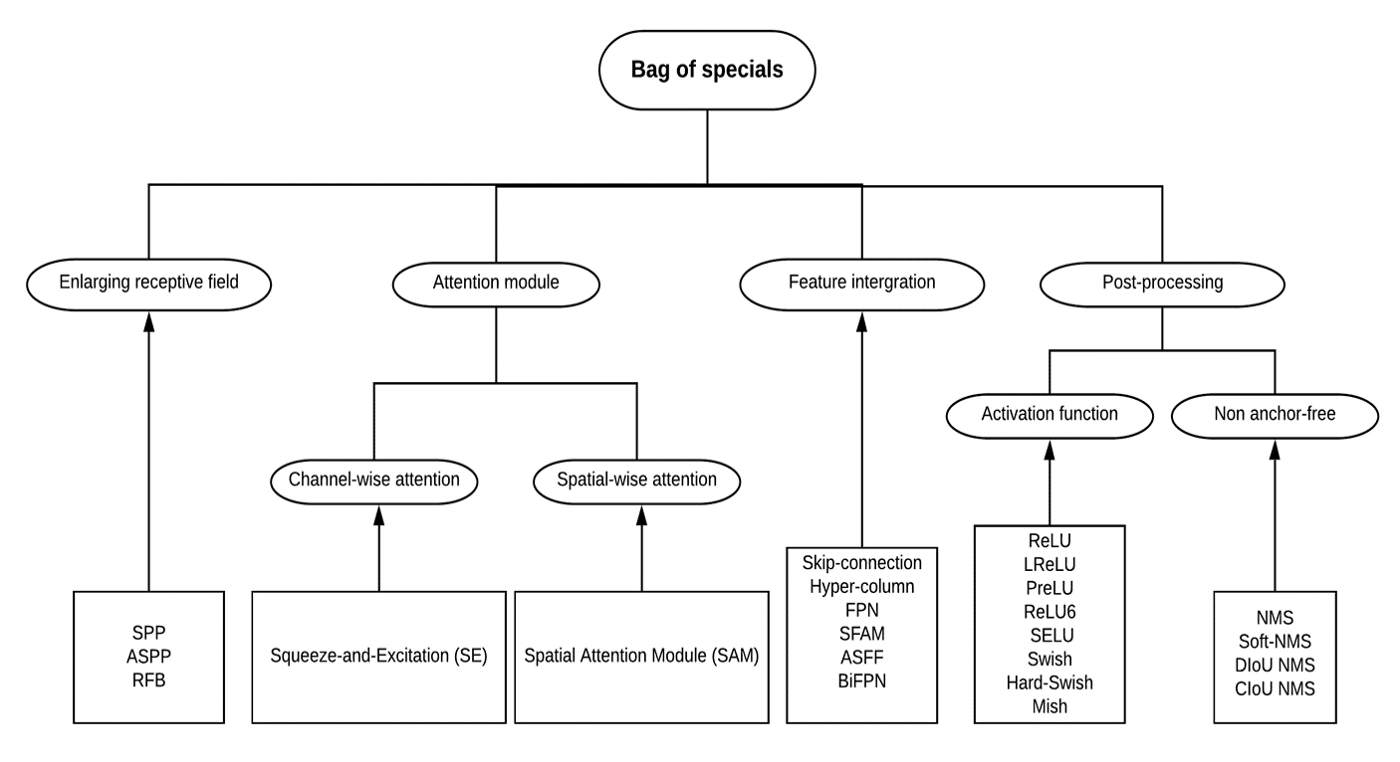 Bag of specials
Enlarging receptive field
Attention module
Feature intergration
Post-processing
Activation function
Non anchor-free
Channel-wise attention
Spatial-wise attention
SPP
ASPP
RFB
Squeeze-and-Excitation (SE)
Spatial Attention Module (SAM)
Skip-connection
Hyper-column
FPN
SFAM
ASFF
BiFPN
ReLU
LReLU
PreLU
ReLU6
SELU
Swish
Hard-Swish
Mish
NMS
Soft-NMS
DIoU NMS
CIoU NMS